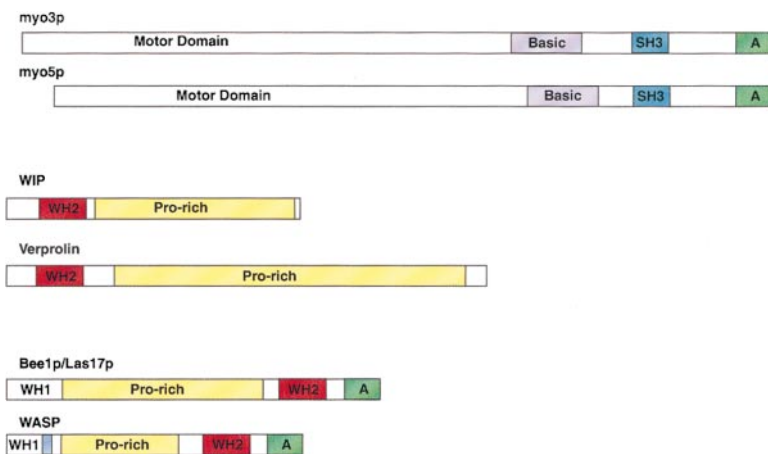 myo3p
Motor Domain Basic SH3 A
myo5p
Motor Domain Basic SH3 A
WIP
WH2 Pro-rich
Verprolin
WH2 Pro-rich
Bee1p/Las17p
WH1 Pro-rich WH2 A
WASP
WH1 Pro-rich WH2 A